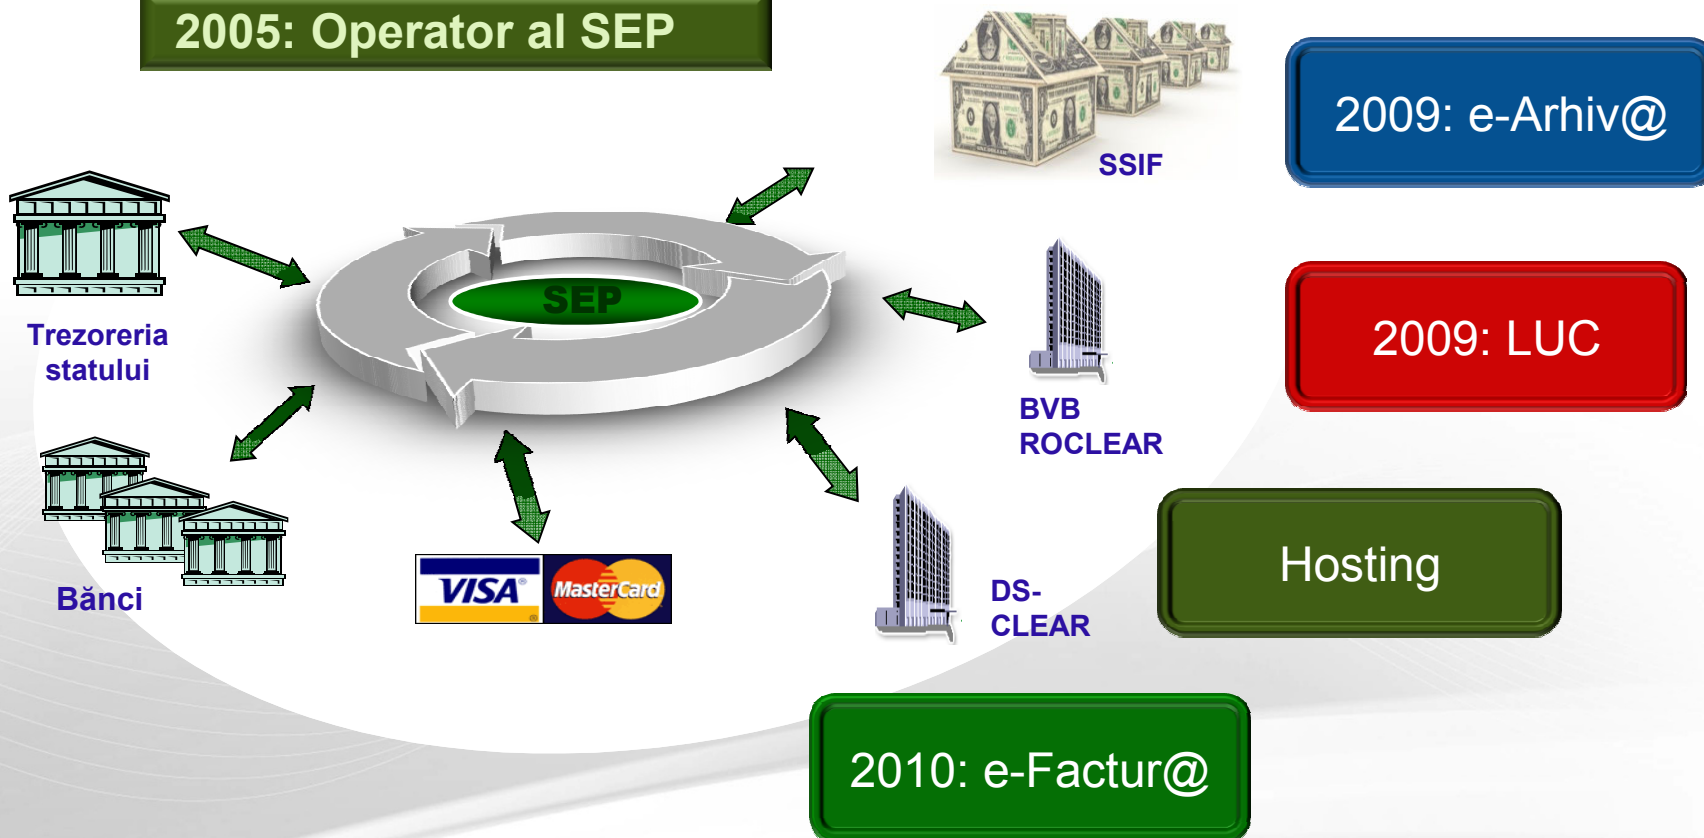 2005: Operator al SEP
SSIF
2009: e-Arhiv@
SEP
Trezoreria
statului
2009: LUC
BVB
ROCLEAR
Bănci
VISA
MasterCard
DS-
CLEAR
Hosting
2010: e-Factur@